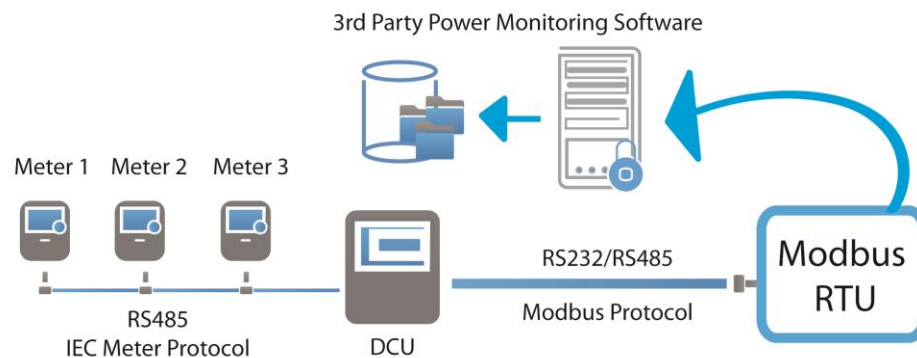 3rd Party Power Monitoring Software
Meter 1
Meter 2
Meter 3
RS485
IEC Meter Protocol
DCU
RS232/RS485
Modbus Protocol
Modbus
RTU